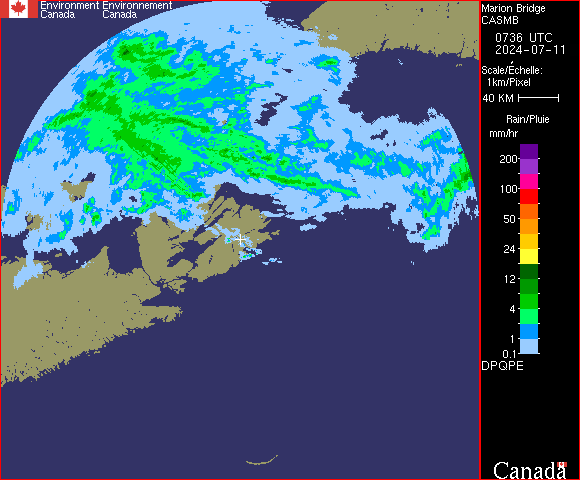 Environment Environnement
Canada Canada
Marion Bridge
CASMB
0736 UTC
2024-07-11
Scale/Echelle:
1km/Pixel
40 KM
Rain/Pluie
mm/hr
200
100
50
24
12
4
1
0.1
DPQPE
Canada